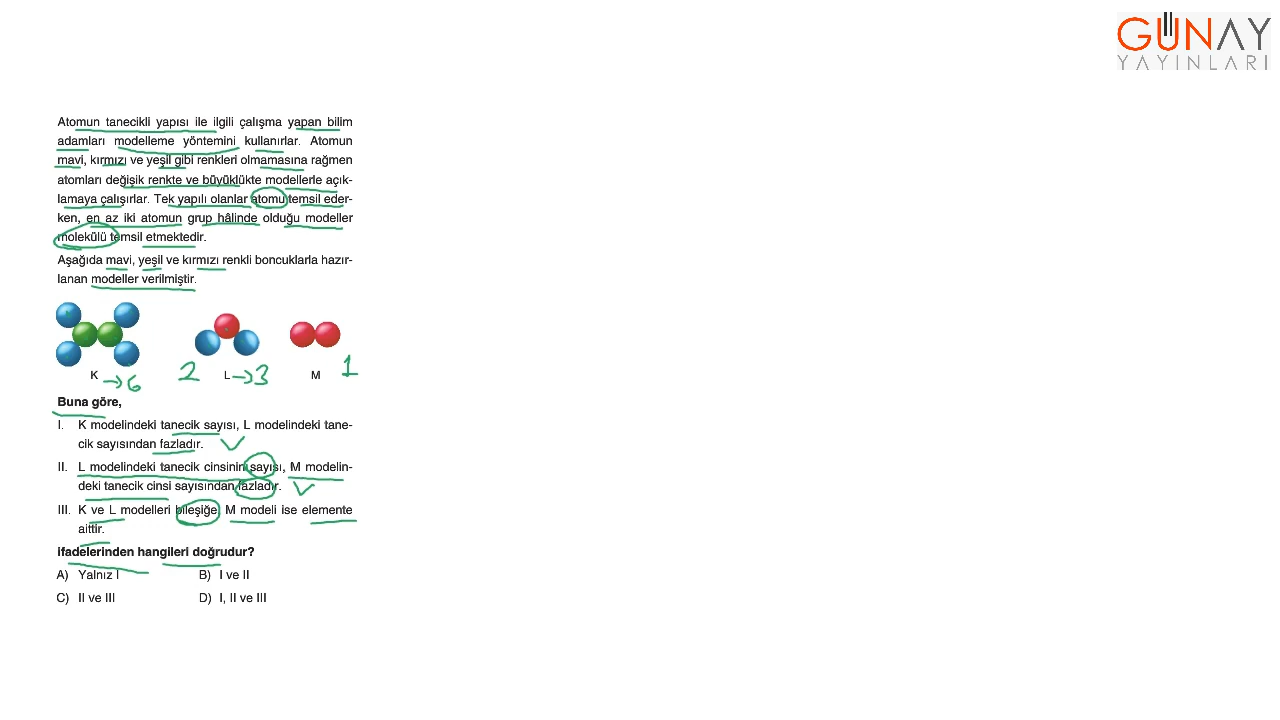 GÜNAY
YAYINLARI
Atomun tanecikli yapısı ile ilgili çalışma yapan bilim
adamları modelleme yöntemini kullanırlar. Atomun
mavi, kırmızı ve yeşil gibi renkleri olmamasına rağmen
atomları değişik renkte ve büyüklükte modellerle açık-
lamaya çalışırlar. Tek yapılı olanlar atomu temsil eder-
ken, en az iki atomun grup hâlinde olduğu modeller
molekülü temsil etmektedir.
Aşağıda mavi, yeşil ve kırmızı renkli boncuklarla hazır-
lanan modeller verilmiştir.
K →6 2 L →3 M 1
Buna göre,
I. K modelindeki tanecik sayısı, L modelindeki tane-
cik sayısından fazladır.
II. L modelindeki tanecik cinsinin sayısı, M modelin-
deki tanecik cinsi sayısından fazladır.
III. K ve L modelleri bileşiğe, M modeli ise elemente
aittir.
ifadelerinden hangileri doğrudur?
A) Yalnız I B) I ve II
C) II ve III D) I, II ve III